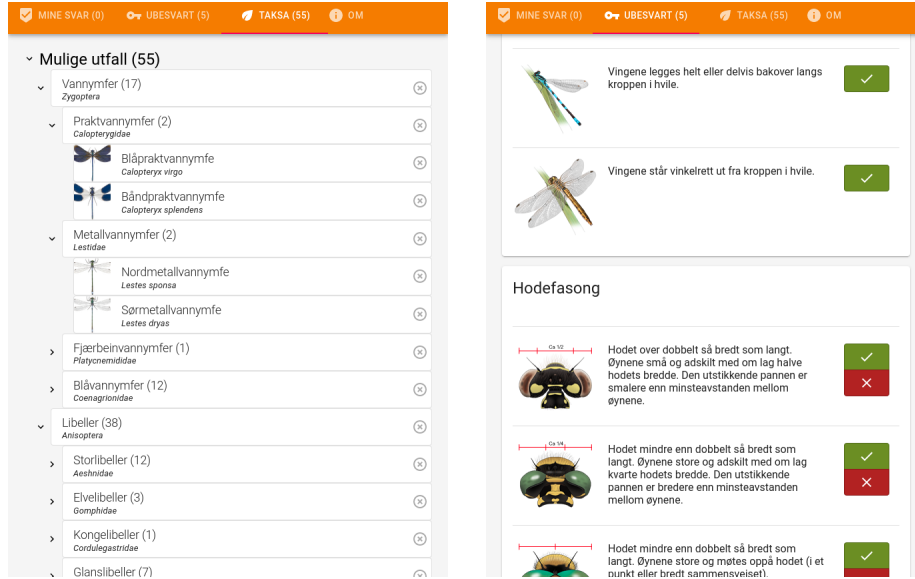 MINE SVAR (0)
UBESVART (5)
TAKSA (55)
OM
Mulige utfall (55)
Vannymfer (17)
Zygoptera
Praktvannymfer (2)
Calopterygidae
Blåpraktvannymfe
Calopteryx virgo
Båndpraktvannymfe
Calopteryx splendens
Metallvannymfer (2)
Lestidae
Nordmetallvannymfe
Lestes sponsa
Sørmetallvannymfe
Lestes dryas
Fjærbeinvannymfer (1)
Platycnemididae
Blåvannymfer (12)
Coenagrionidae
Libeller (38)
Anisoptera
Storlibeller (12)
Aeshnidae
Elvelibeller (3)
Gomphidae
Kongelibeller (1)
Cordulegastridae
Glanslibeller (7)
MINE SVAR (0)
UBESVART (5)
TAKSA (55)
OM
Vingene legges helt eller delvis bakover langs
kroppen i hvile.
Vingene står vinkelrett ut fra kroppen i hvile.
Hodefasong
Ca 1/2
Hodet over dobbelt så bredt som langt.
Øynene små og adskilt med om lag halve
hodets bredde. Den utstikkende pannen er
smalere enn minsteavstanden mellom
øynene.
Ca 1/4
Hodet mindre enn dobbelt så bredt som
langt. Øynene store og adskilt med om lag
kvarte hodets bredde. Den utstikkende
pannen er bredere enn minsteavstanden
mellom øynene.
Hodet mindre enn dobbelt så bredt som
langt. Øynene store og møtes oppå hodet (i et
punkt eller bredt sammensveiset).